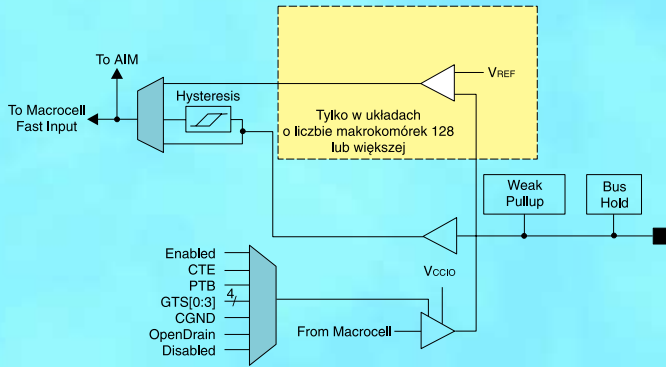 To AIM
VREF
Hysteresis
To Macrocell
Fast Input
Tylko w układach
o liczbie makrokomórek 128
lub większej
Weak
Pullup
Bus
Hold
Enabled
CTE
PTB
4
GTS[0:3]
CGND
OpenDrain
Disabled
VCCIO
From Macrocell